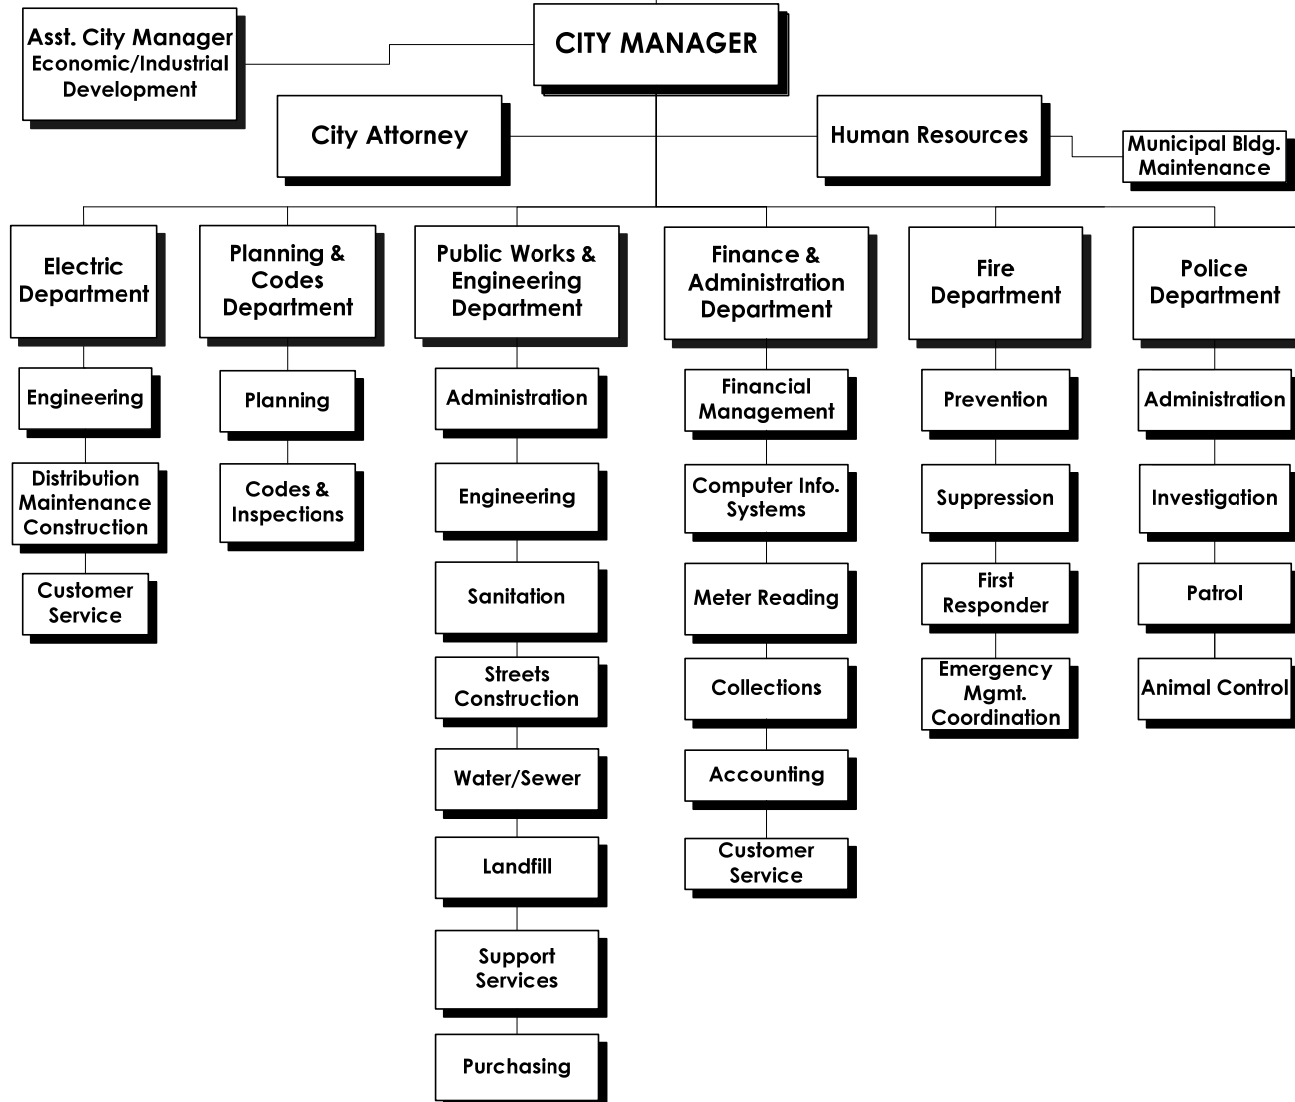 Asst. City Manager
Economic/Industrial
Development
CITY MANAGER
City Attorney
Human Resources
Municipal Bldg.
Maintenance
Electric
Department
Planning &
Codes
Department
Public Works &
Engineering
Department
Finance &
Administration
Department
Fire
Department
Police
Department
Engineering
Distribution
Maintenance
Construction
Customer
Service
Planning
Codes &
Inspections
Administration
Engineering
Sanitation
Streets
Construction
Water/Sewer
Landfill
Support
Services
Purchasing
Financial
Management
Computer Info.
Systems
Meter Reading
Collections
Accounting
Customer
Service
Prevention
Suppression
First
Responder
Emergency
Mgmt.
Coordination
Administration
Investigation
Patrol
Animal Control